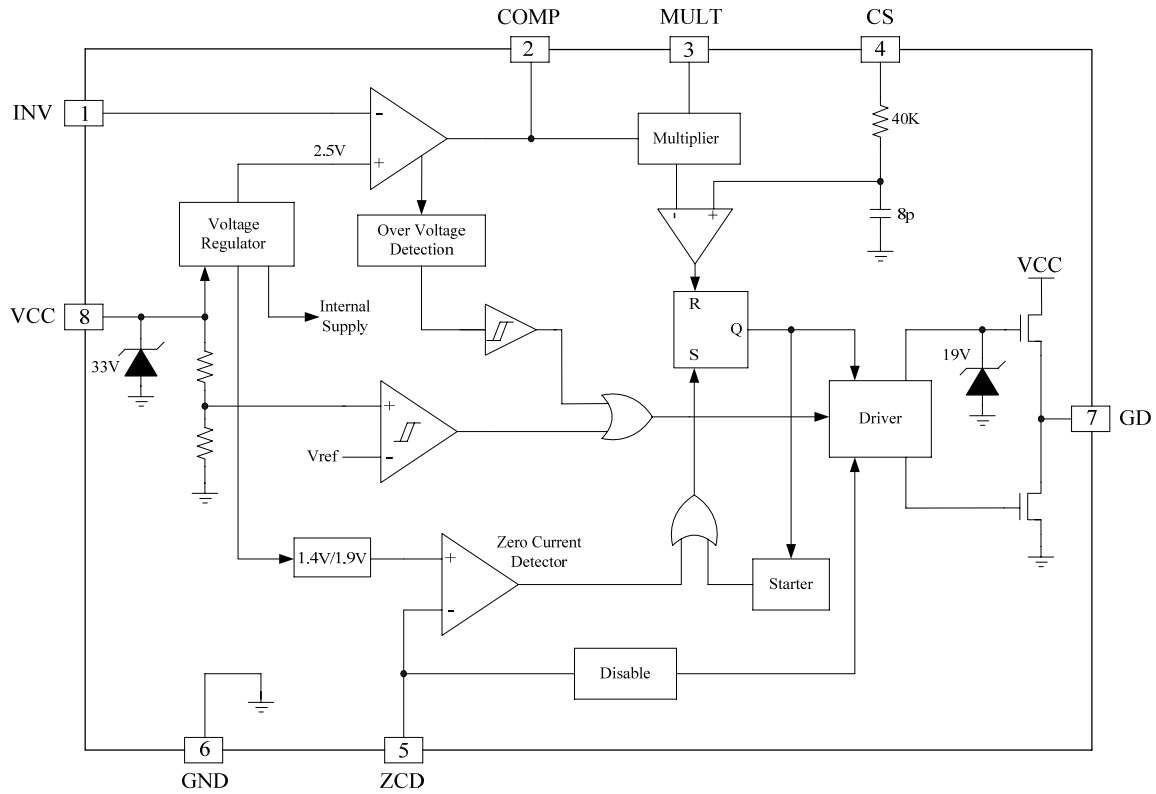 COMP
MULT
CS
2
3
4
INV
1
-
+
2.5V
40K
Multiplier
8p
Voltage
Regulator
Over Voltage
Detection
-
+
VCC
VCC
8
Internal
Supply
R
Q
S
33V
19V
+
-
Vref
Driver
7
GD
1.4V/1.9V
+
-
Zero Current
Detector
Starter
Disable
6
5
GND
ZCD